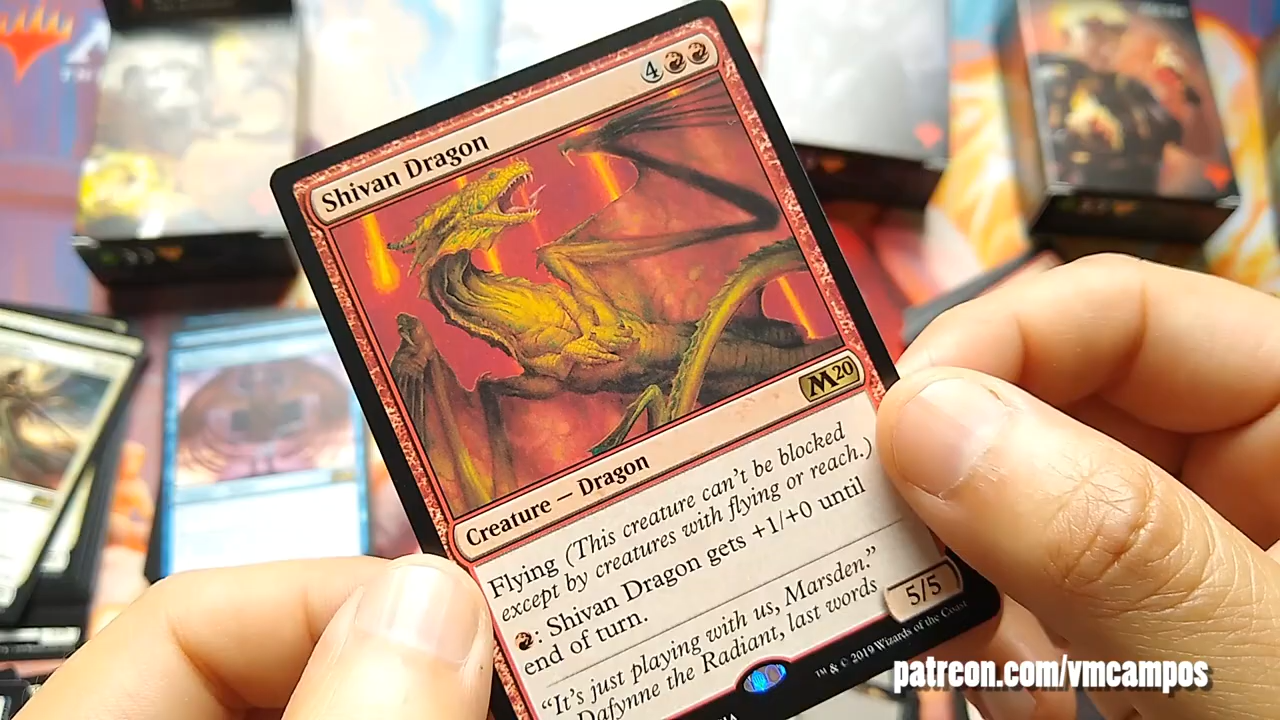 Shivan Dragon 4
M20
Creature — Dragon
Flying (This creature can't be blocked
except by creatures with flying or reach.)
: Shivan Dragon gets +1/+0 until
end of turn.
"It's just playing with us, Marsden."
Dafynne the Radiant, last words
5/5
™ & © 2019 Wizards of the Coast
patreon.com/vmcampos